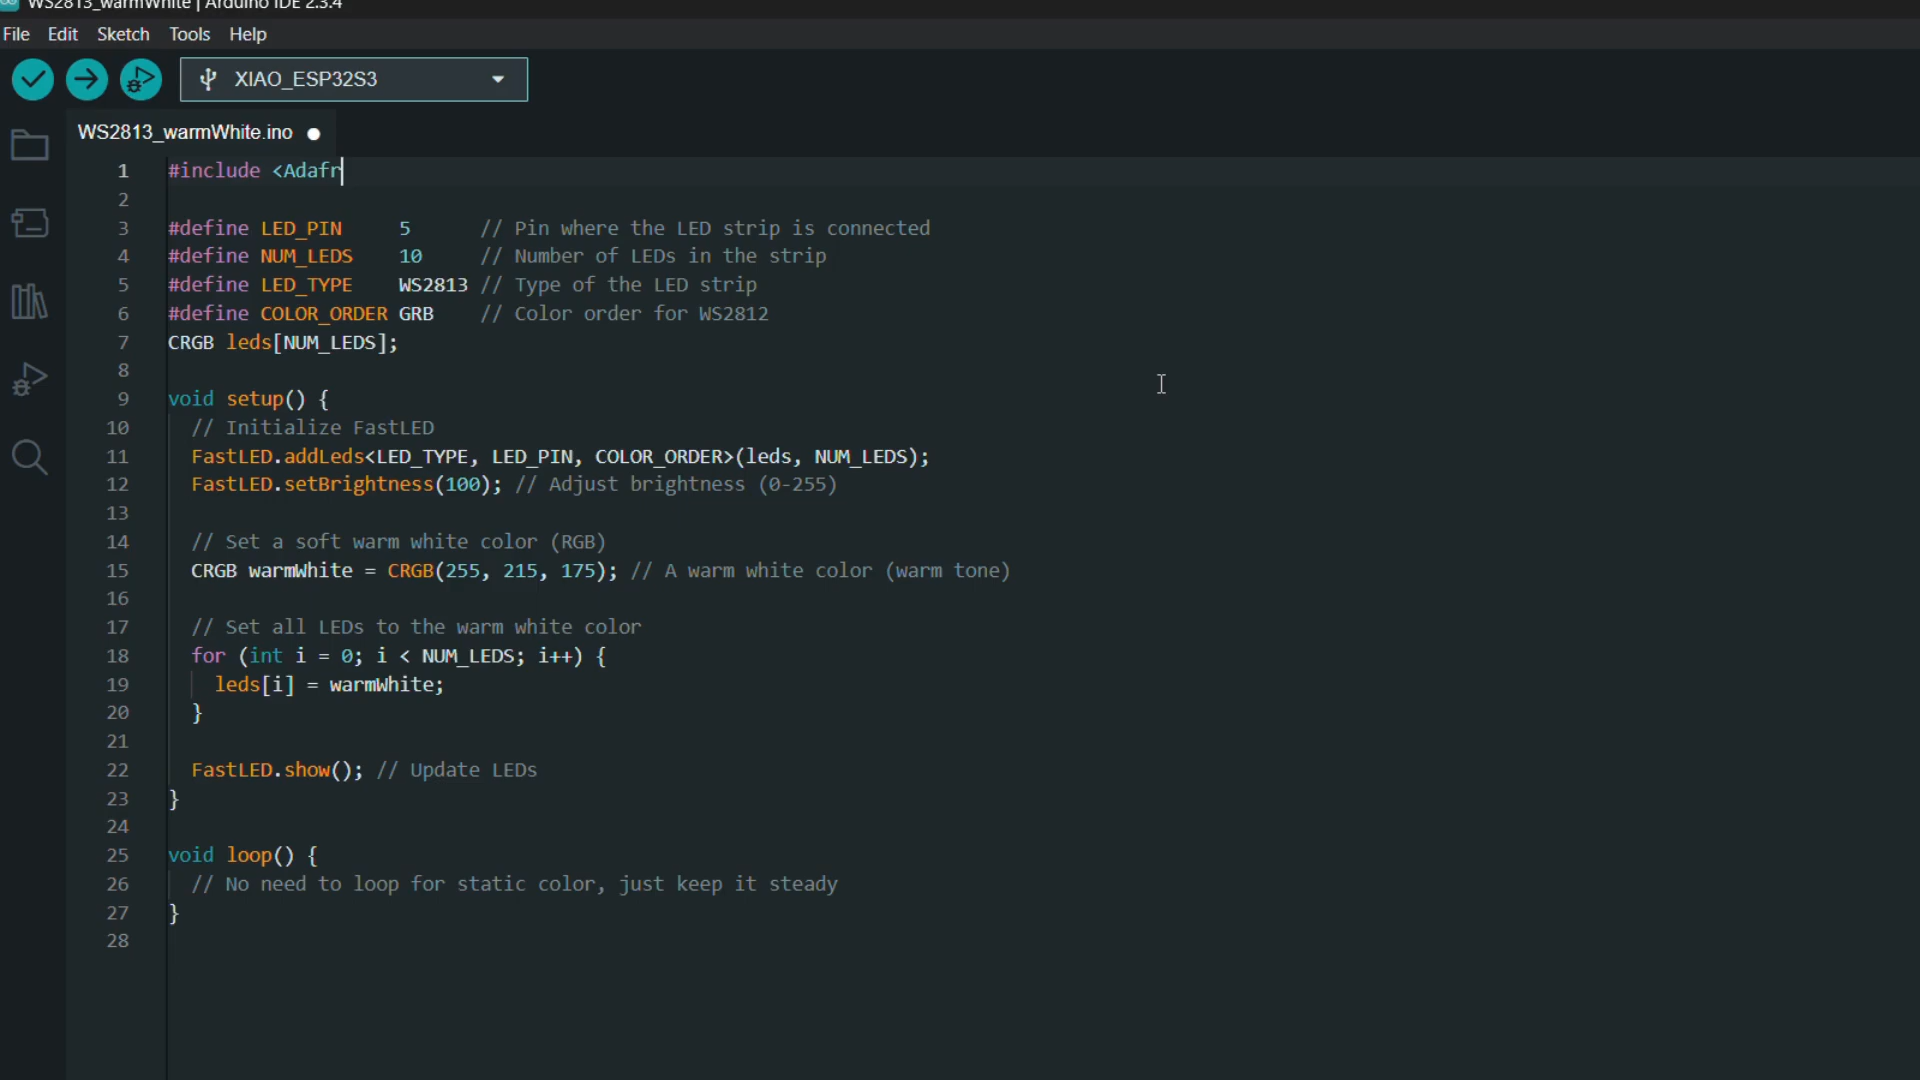 WS2813_warmWhite | Arduino IDE 2.3.4
File Edit Sketch Tools Help
XIAO_ESP32S3
WS2813_warmWhite.ino
1 #include <Adafr
2
3 #define LED_PIN 5 // Pin where the LED strip is connected
4 #define NUM_LEDS 10 // Number of LEDs in the strip
5 #define LED_TYPE WS2813 // Type of the LED strip
6 #define COLOR_ORDER GRB // Color order for WS2812
7 CRGB leds[NUM_LEDS];
8
9 void setup() {
10 // Initialize FastLED
11 FastLED.addLeds<LED_TYPE, LED_PIN, COLOR_ORDER>(leds, NUM_LEDS);
12 FastLED.setBrightness(100); // Adjust brightness (0-255)
13
14 // Set a soft warm white color (RGB)
15 CRGB warmWhite = CRGB(255, 215, 175); // A warm white color (warm tone)
16
17 // Set all LEDs to the warm white color
18 for (int i = 0; i < NUM_LEDS; i++) {
19 leds[i] = warmWhite;
20 }
21
22 FastLED.show(); // Update LEDs
23 }
24
25 void loop() {
26 // No need to loop for static color, just keep it steady
27 }
28